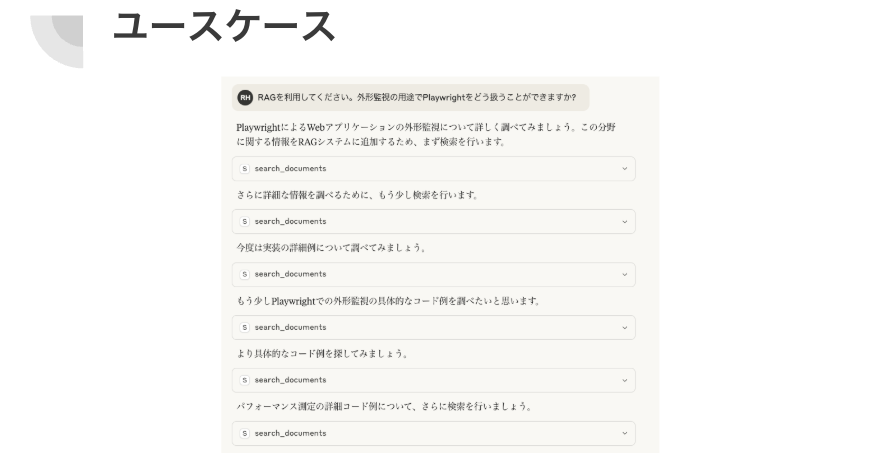 ユースケース
RH RAGを利用してください。外形監視の用途でPlaywrightをどう扱うことができますか?
PlaywrightによるWebアプリケーションの外形監視について詳しく調べてみましょう。この分野
に関する情報をRAGシステムに追加するため、まず検索を行います。
S search_documents
さらに詳細な情報を調べるために、もう少し検索を行います。
S search_documents
今度は実装の詳細例について調べてみましょう。
S search_documents
もう少しPlaywrightでの外形監視の具体的なコード例を調べたいと思います。
S search_documents
より具体的なコード例を探してみましょう。
S search_documents
パフォーマンス測定の詳細コード例について、さらに検索を行いましょう。
S search_documents